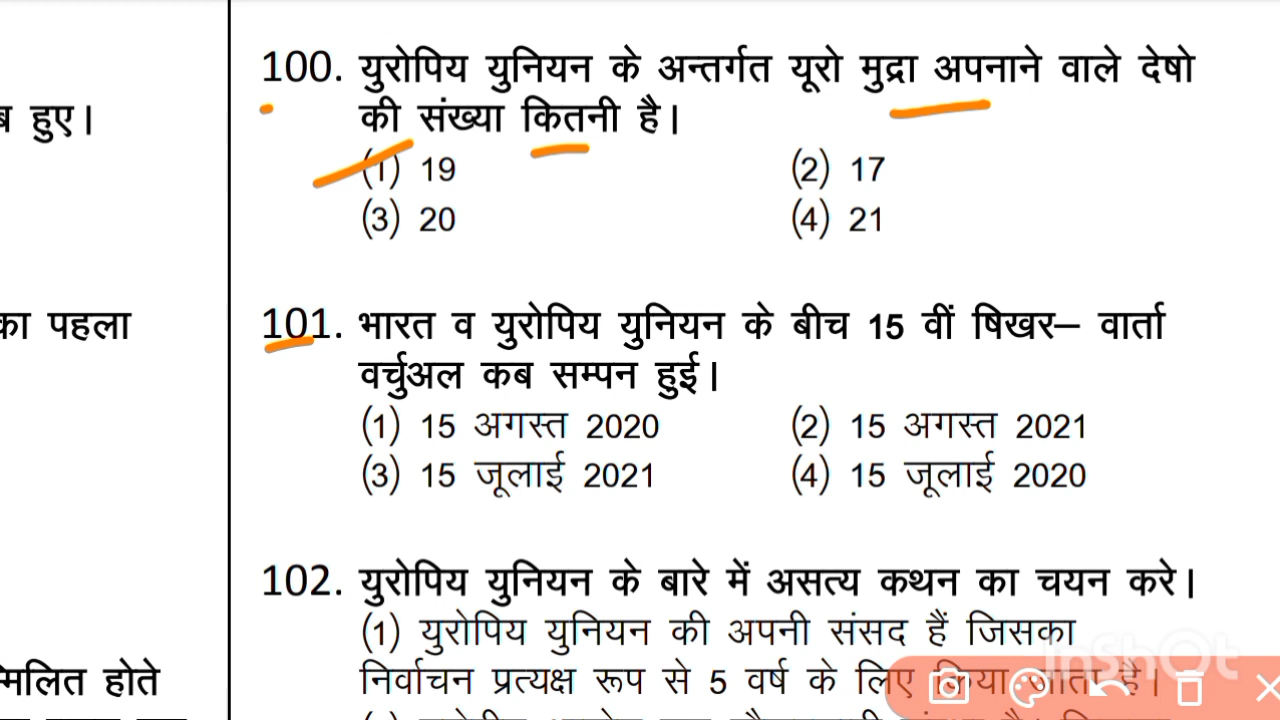 100. युरोपिय युनियन के अन्तर्गत यूरो मुद्रा अपनाने वाले देषो
ब हुए।
की संख्या कितनी है।
(1) 19 (2) 17
(3) 20 (4) 21
का पहला
101. भारत व युरोपिय युनियन के बीच 15 वीं षिखर– वार्ता
वर्चुअल कब सम्पन हुई।
(1) 15 अगस्त 2020 (2) 15 अगस्त 2021
(3) 15 जूलाई 2021 (4) 15 जूलाई 2020
102. युरोपिय युनियन के बारे में असत्य कथन का चयन करे।
(1) युरोपिय युनियन की अपनी संसद हैं जिसका
मिलित होते
निर्वाचन प्रत्यक्ष रूप से 5 वर्ष के लिए किया जाता है।
InShOt